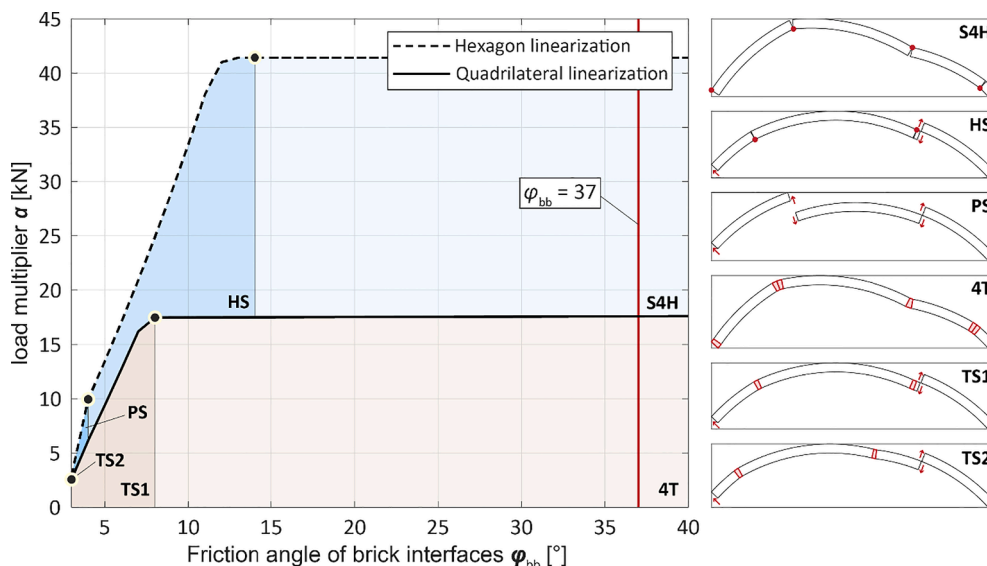 45
40
35
30
25
20
15
10
5
0
load multiplier α [kN]
Hexagon linearization
Quadrilateral linearization
φbb = 37
HS
S4H
PS
TS2
TS1
4T
5
10
15
20
25
30
35
40
Friction angle of brick interfaces φbb [°]
S4H
HS
PS
4T
TS1
TS2